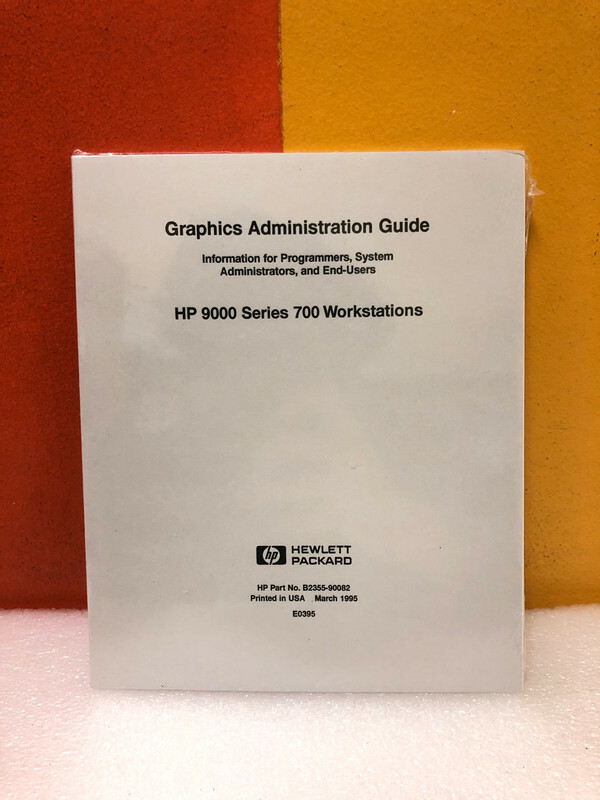 Graphics Administration Guide
Information for Programmers, System
Administrators, and End-Users
HP 9000 Series 700 Workstations
hp HEWLETT
PACKARD
HP Part No. B2355-90082
Printed in USA March 1995
E0395